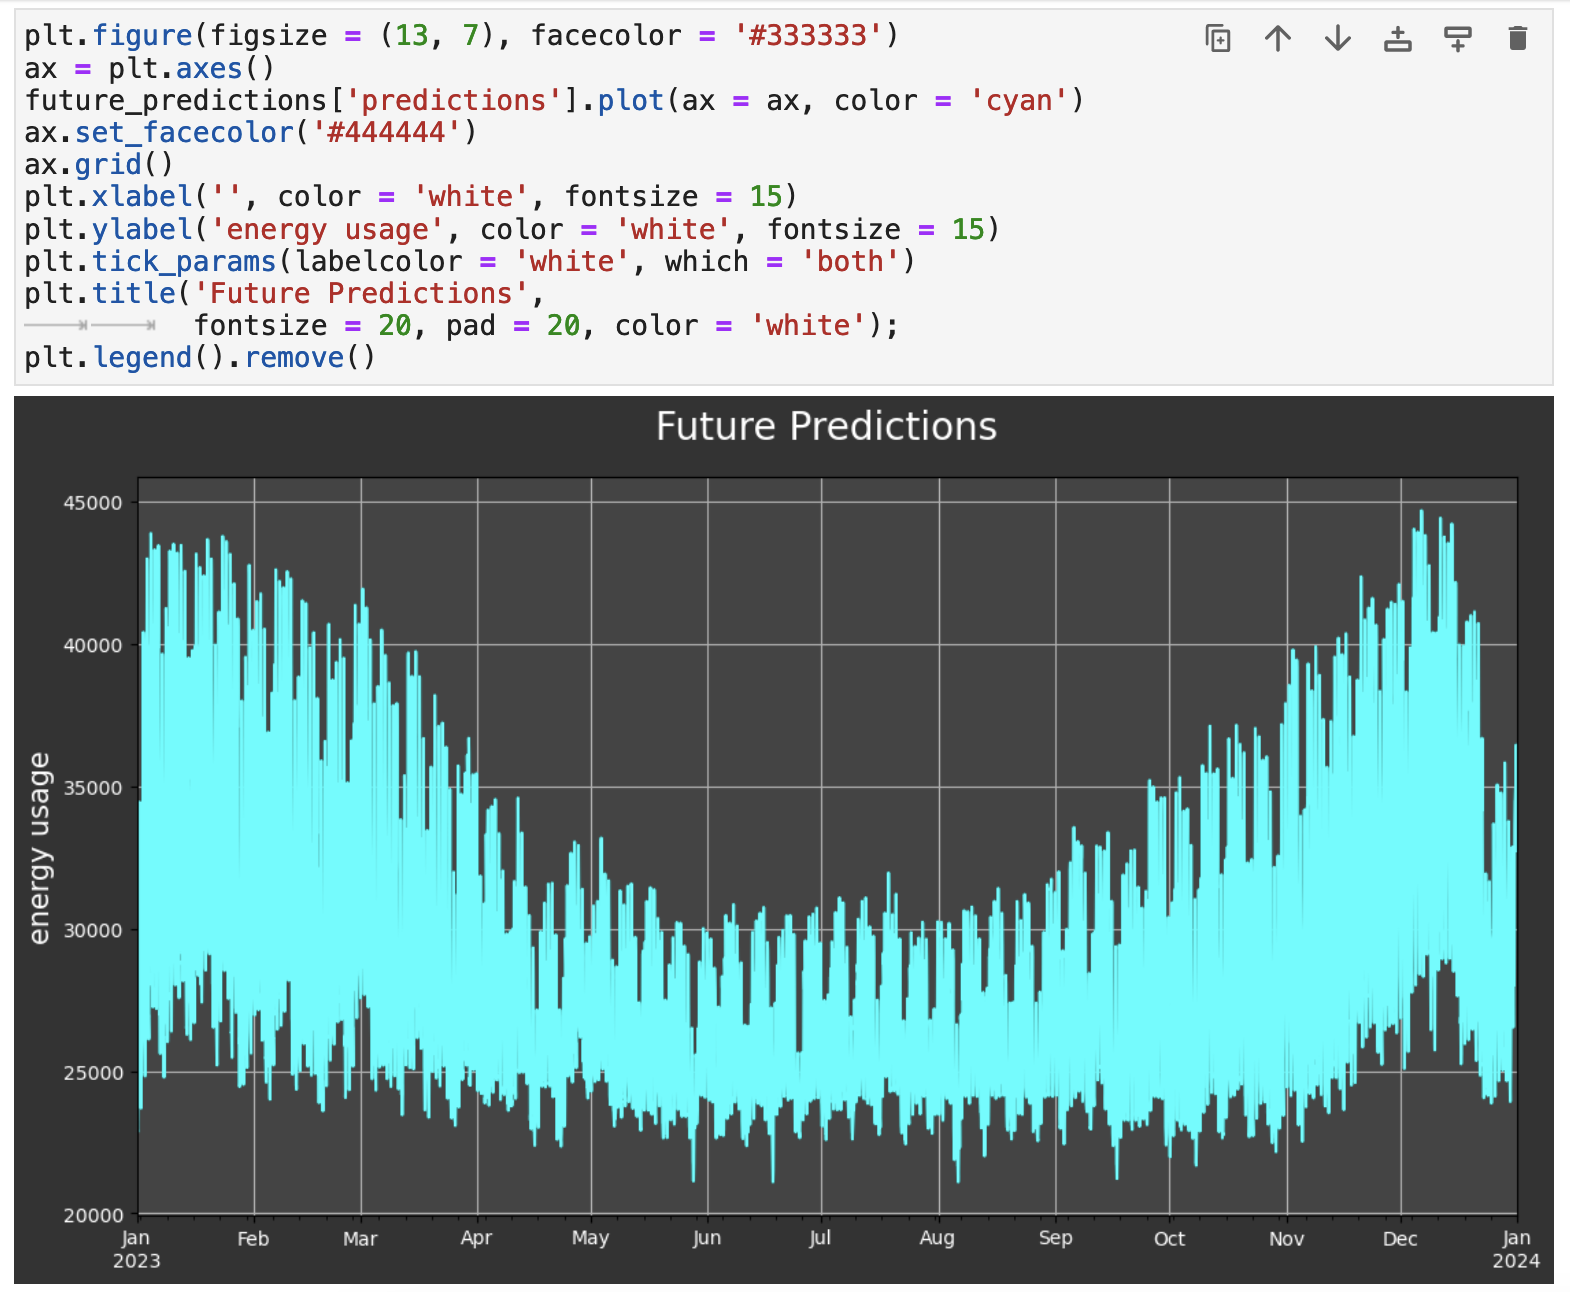 plt.figure(figsize = (13, 7), facecolor = '#333333')
ax = plt.axes()
future_predictions['predictions'].plot(ax = ax, color = 'cyan')
ax.set_facecolor('#444444')
ax.grid()
plt.xlabel('', color = 'white', fontsize = 15)
plt.ylabel('energy usage', color = 'white', fontsize = 15)
plt.tick_params(labelcolor = 'white', which = 'both')
plt.title('Future Predictions',
fontsize = 20, pad = 20, color = 'white');
plt.legend().remove()
Future Predictions
energy usage
45000
40000
35000
30000
25000
20000
Jan Feb Mar Apr May Jun Jul Aug Sep Oct Nov Dec Jan
2023 2024